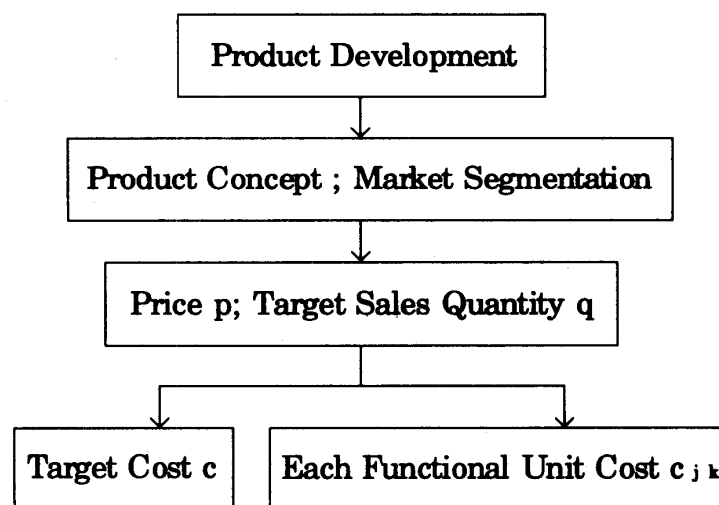 Product Development
Product Concept ; Market Segmentation
Price p; Target Sales Quantity q
Target Cost c
Each Functional Unit Cost c j k